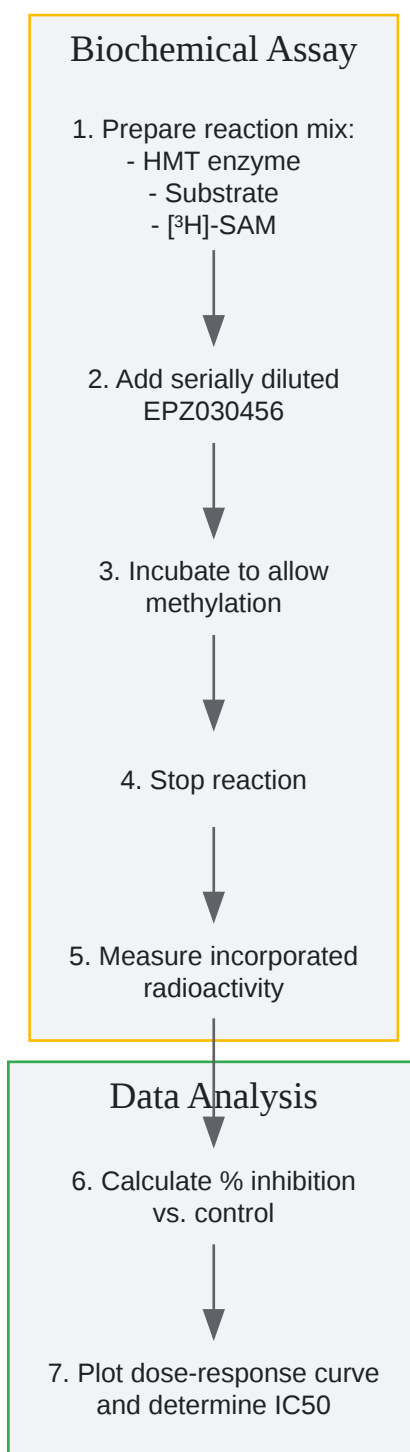 Biochemical Assay
1. Prepare reaction mix:
- HMT enzyme
- Substrate
- [³H]-SAM
2. Add serially diluted
EPZ030456
3. Incubate to allow
methylation
4. Stop reaction
5. Measure incorporated
radioactivity
Data Analysis
6. Calculate % inhibition
vs. control
7. Plot dose-response curve
and determine IC50